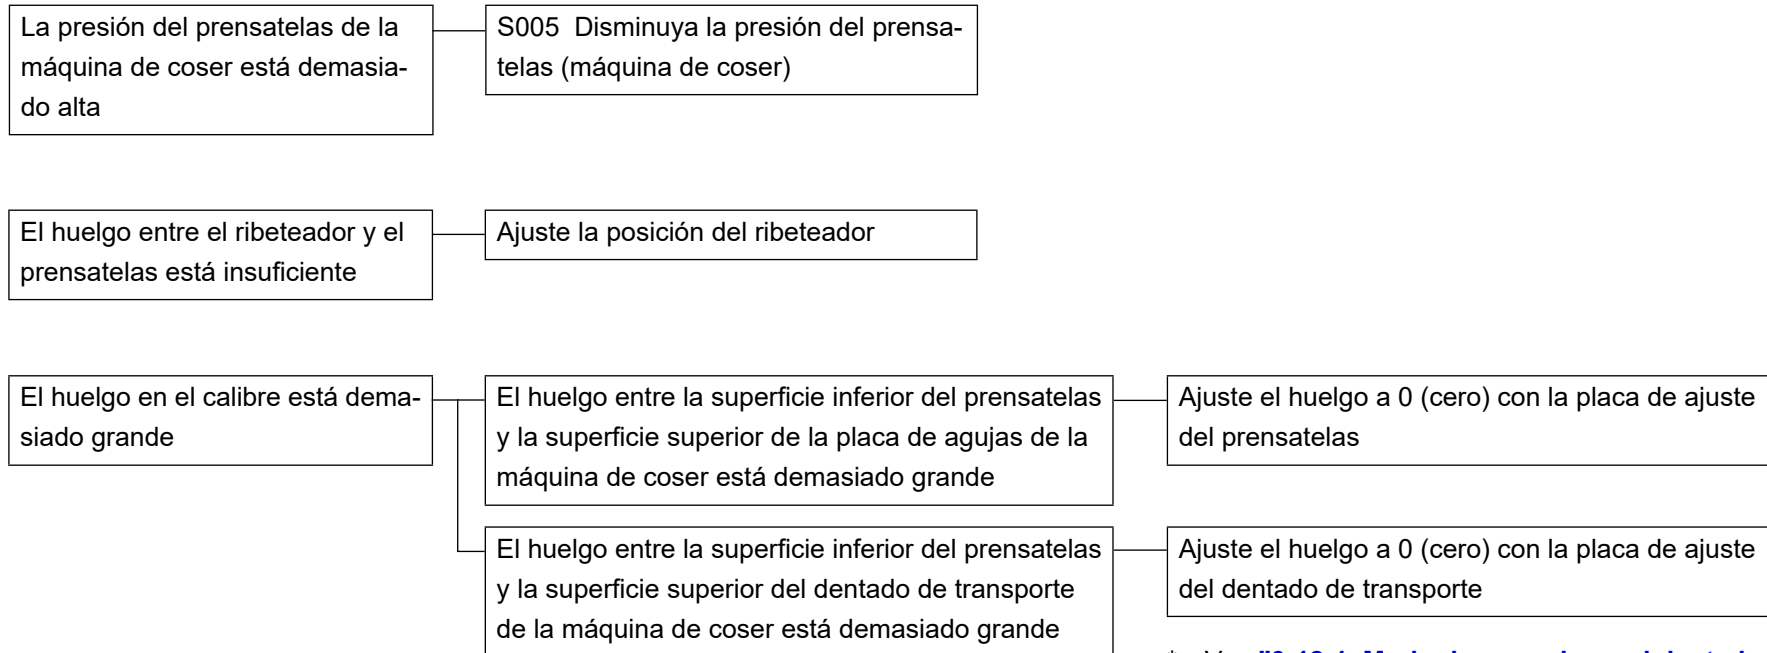 La presión del prensatelas de la
máquina de coser está demasia-
do alta
S005 Disminuya la presión del prensa-
telas (máquina de coser)
El huelgo entre el ribeteador y el
prensatelas está insuficiente
Ajuste la posición del ribeteador
El huelgo en el calibre está dema-
siado grande
El huelgo entre la superficie inferior del prensatelas
y la superficie superior de la placa de agujas de la
máquina de coser está demasiado grande
Ajuste el huelgo a 0 (cero) con la placa de ajuste
del prensatelas
El huelgo entre la superficie inferior del prensatelas
y la superficie superior del dentado de transporte
de la máquina de coser está demasiado grande
Ajuste el huelgo a 0 (cero) con la placa de ajuste
del dentado de transporte